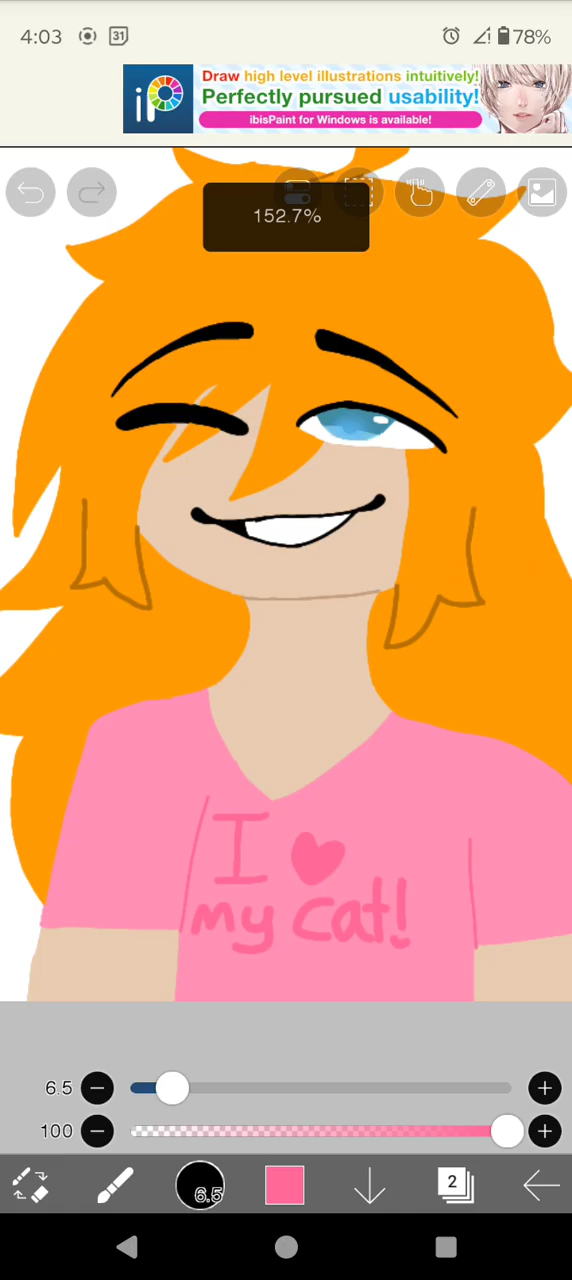 4:03
31
78%
iP
Draw high level illustrations intuitively!
Perfectly pursued usability!
ibisPaint for Windows is available!
152.7%
I ♥
my cat!
6.5
100
6.5
2